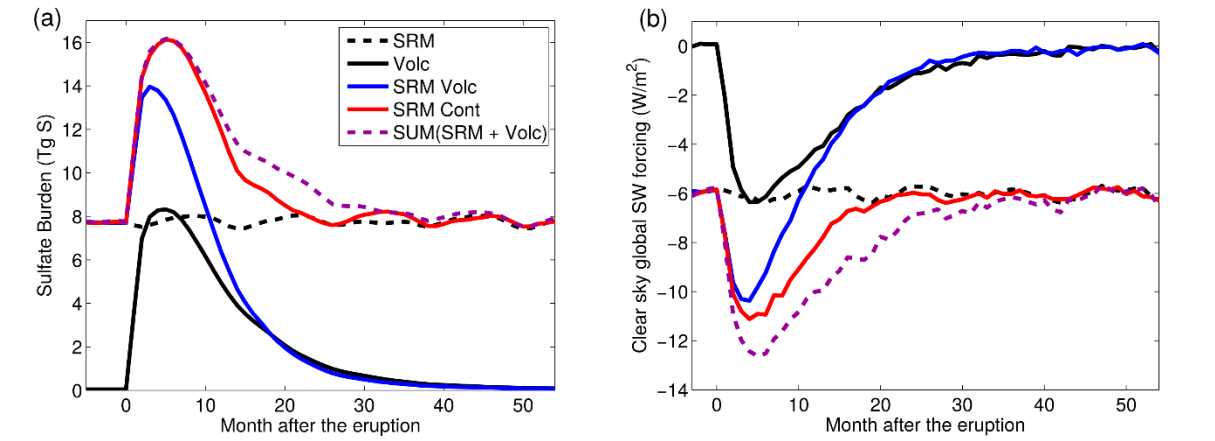 (a)
16
14
12
10
8
6
4
2
0
Sulfate Burden (Tg S)
SRM
Volc
SRM Volc
SRM Cont
SUM(SRM + Volc)
0 10 20 30 40 50
Month after the eruption
(b)
0
−2
−4
−6
−8
−10
−12
−14
Clear sky global SW forcing (W/m²)
0 10 20 30 40 50
Month after the eruption